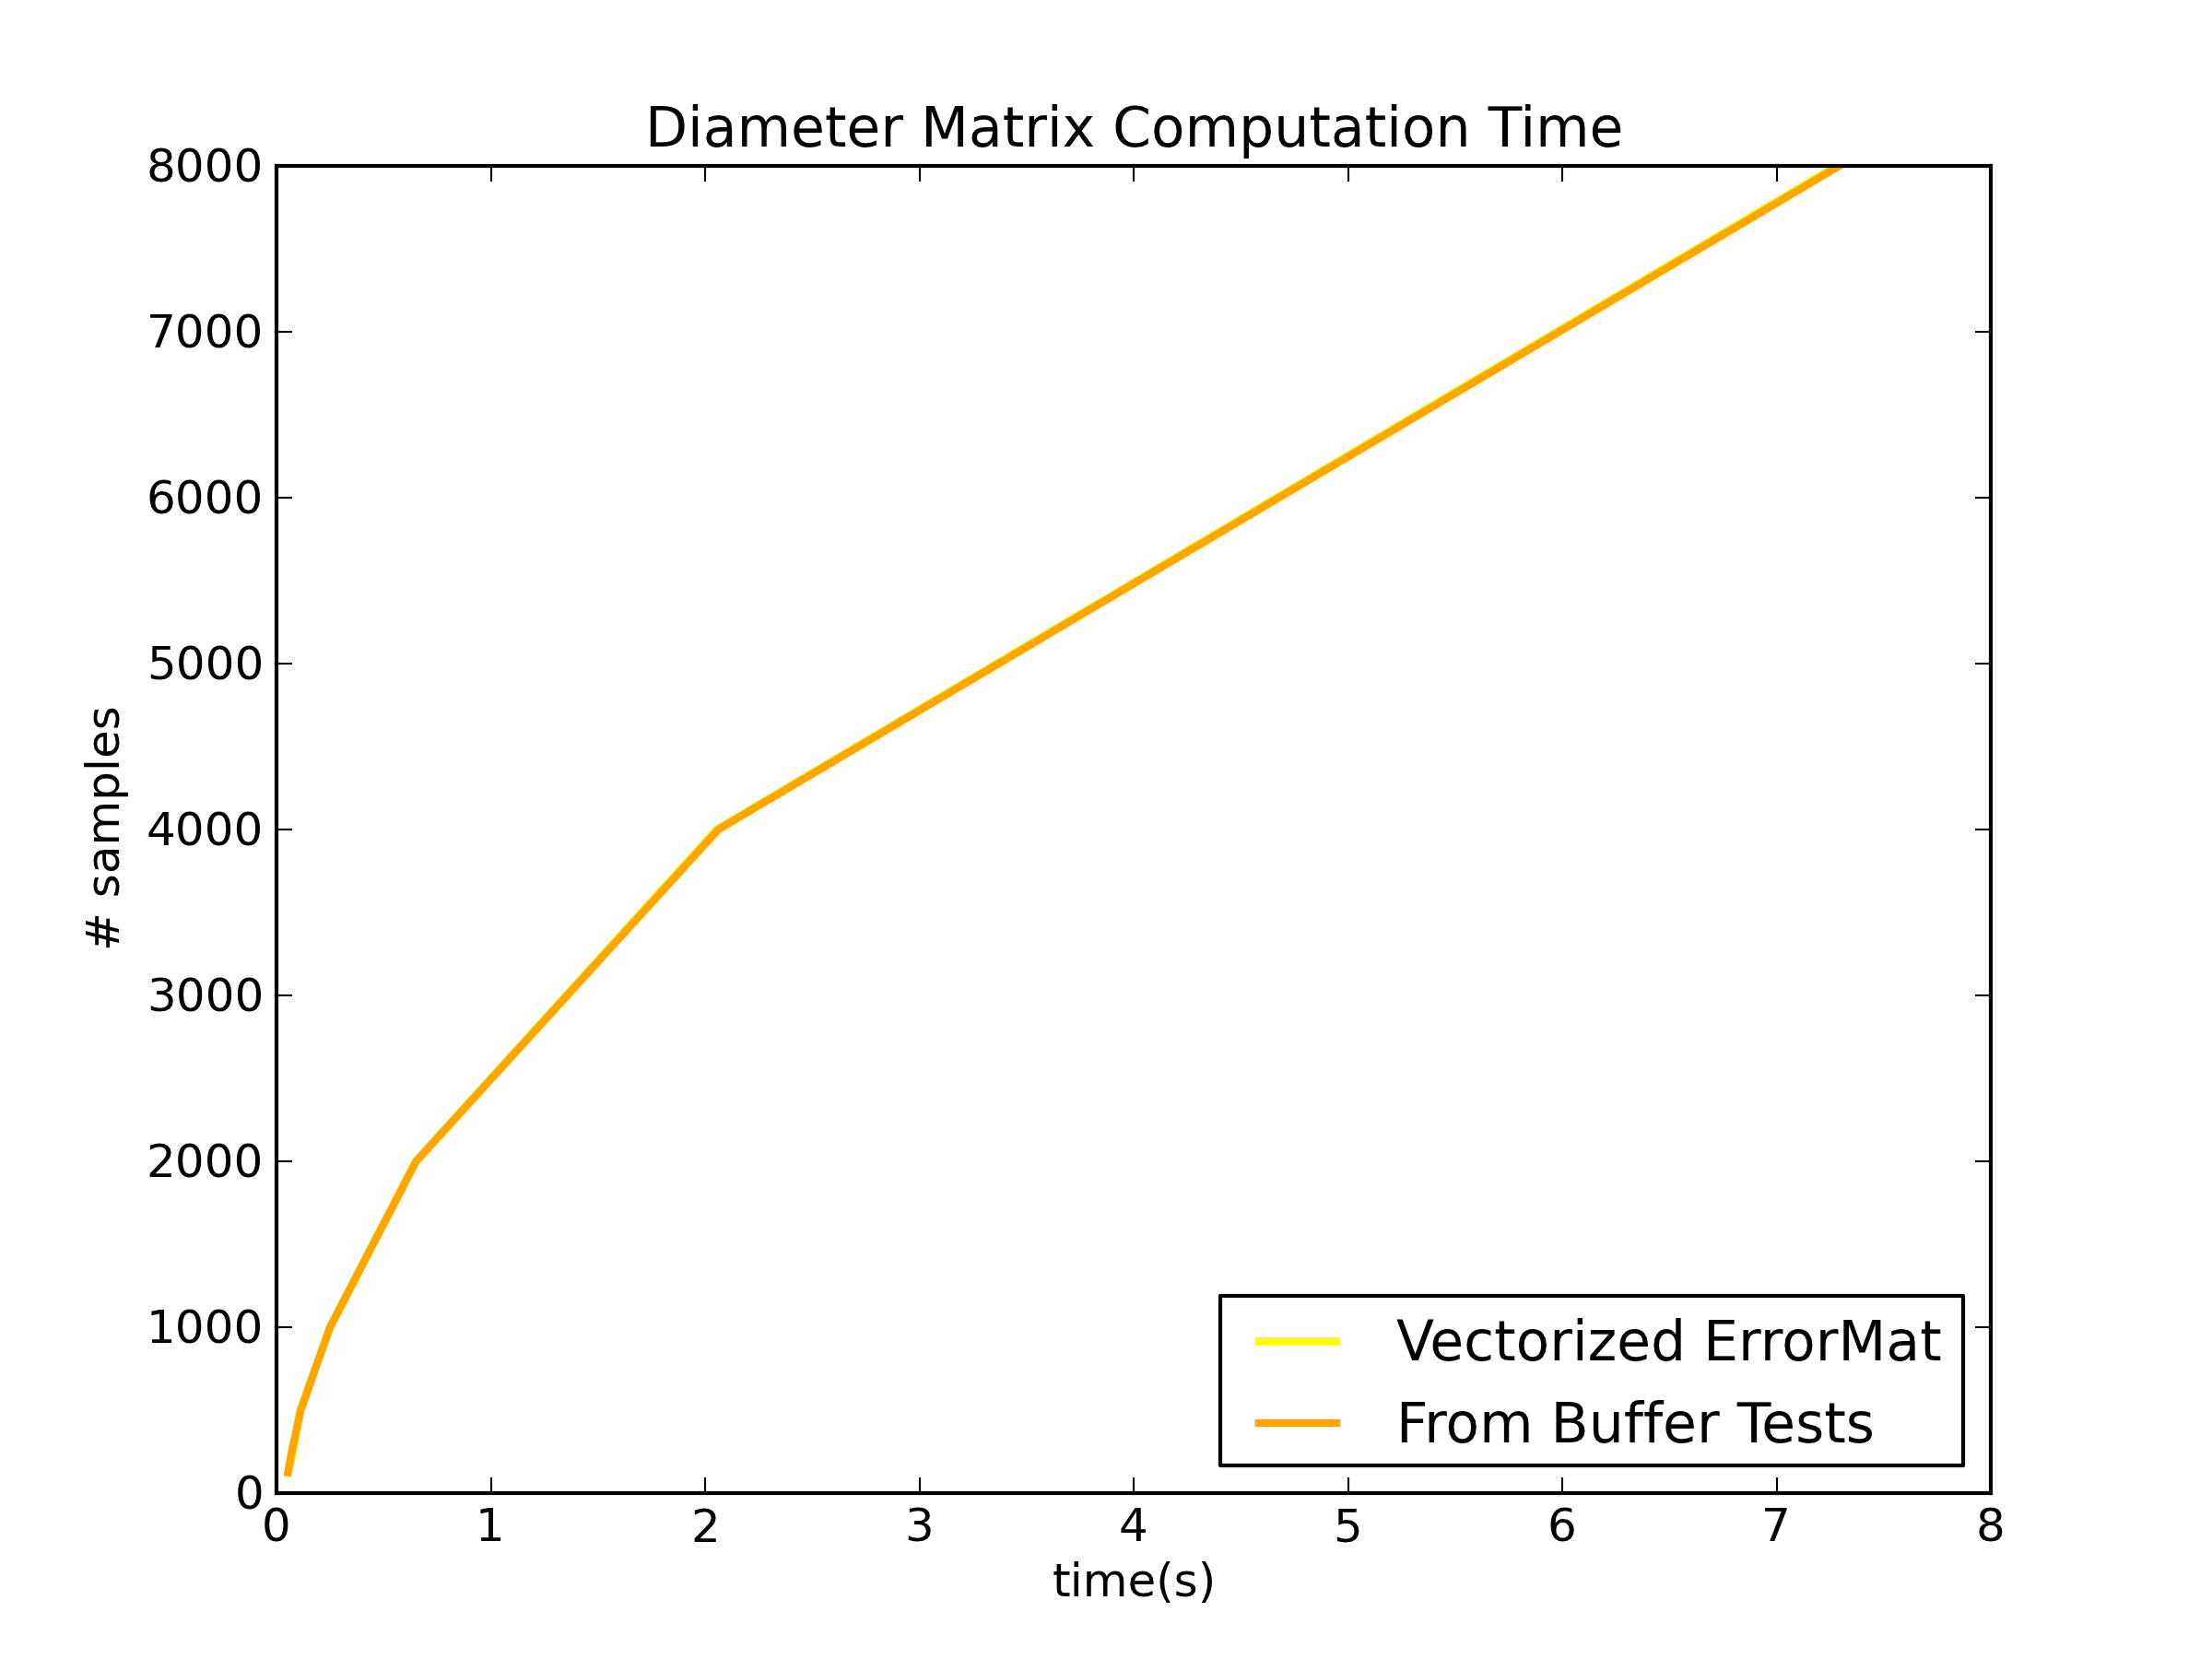 Diameter Matrix Computation Time
8000
7000
6000
5000
4000
3000
2000
1000
0
# samples
0 1 2 3 4 5 6 7 8
time(s)
Vectorized ErrorMat
From Buffer Tests